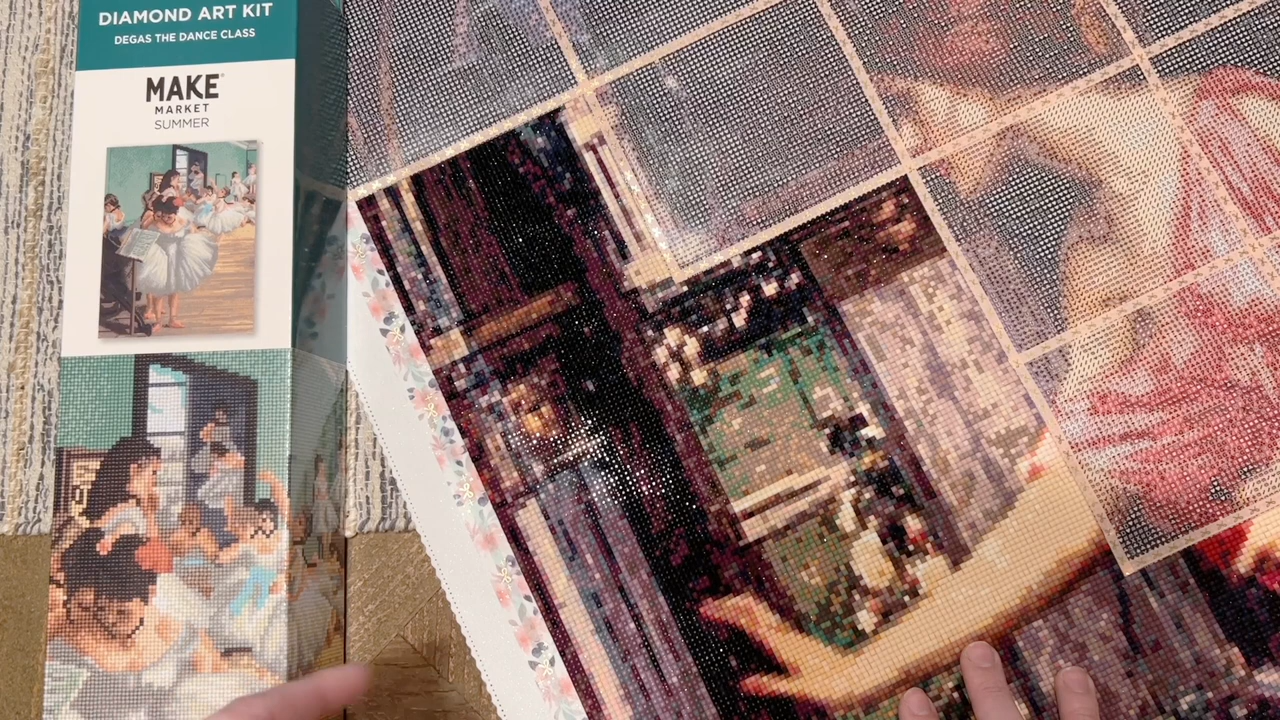 DIAMOND ART KIT
DEGAS THE DANCE CLASS
MAKE
MARKET
SUMMER